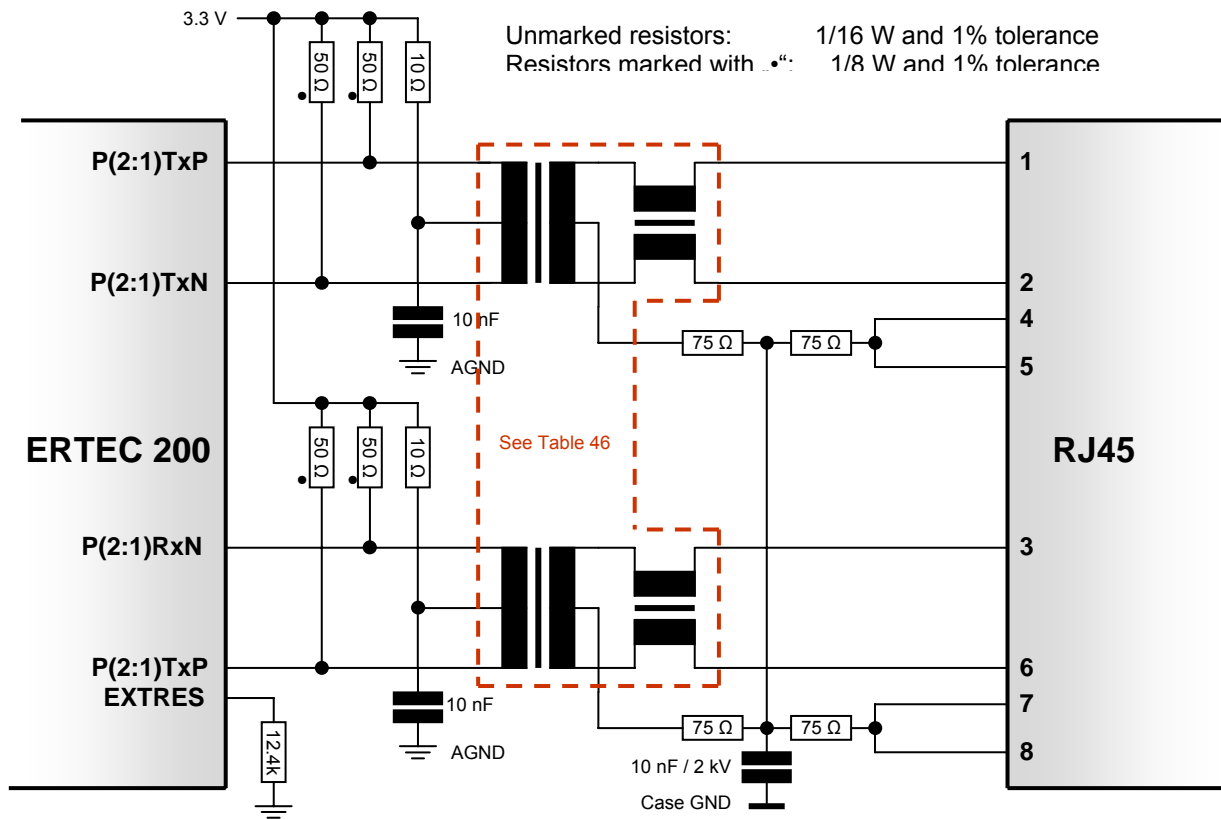 3.3 V
Unmarked resistors: 1/16 W and 1% tolerance
Resistors marked with „•“: 1/8 W and 1% tolerance
50 Ω
50 Ω
10 Ω
P(2:1)TxP
1
P(2:1)TxN
2
10 nF
4
75 Ω
75 Ω
AGND
5
50 Ω
50 Ω
10 Ω
See Table 46
ERTEC 200
RJ45
P(2:1)RxN
3
P(2:1)TxP
6
EXTRES
10 nF
7
75 Ω
75 Ω
12.4k
AGND
8
10 nF / 2 kV
Case GND